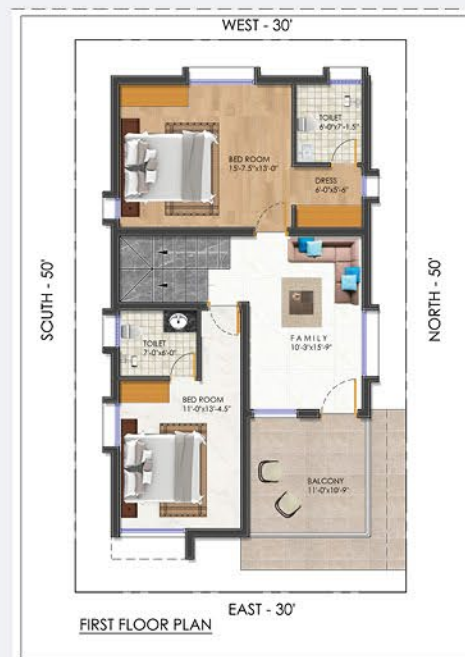 WEST - 30'
TOILET
6'-0"x7'-1.5"
BED ROOM
15'-7.5"x13'-0"
DRESS
6'-0"x5'-6"
SOUTH - 50'
NORTH - 50'
FAMILY
10'-3"x15'-9"
TOILET
7'-0"x6'-0"
BED ROOM
11'-0"x13'-4.5"
BALCONY
11'-0"x10'-9"
EAST - 30'
FIRST FLOOR PLAN